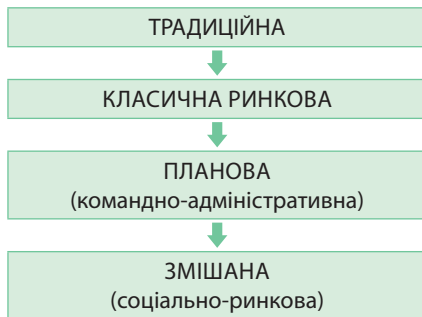 ТРАДИЦІЙНА
КЛАСИЧНА РИНКОВА
ПЛАНОВА
(командно-адміністративна)
ЗМІШАНА
(соціально-ринкова)